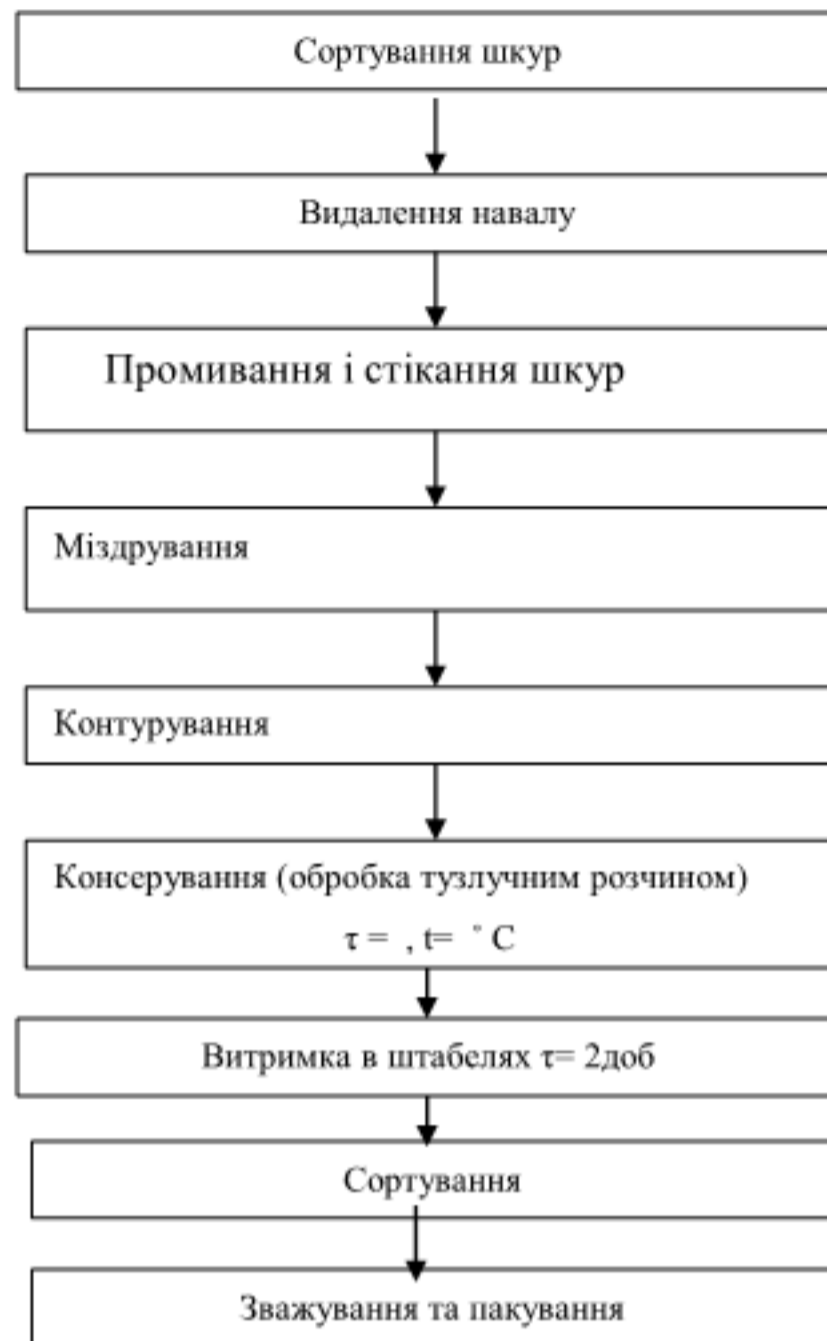 Сортування шкур
Видалення навалу
Промивання і стікання шкур
Міздрування
Контурування
Консерування (обробка тузлучним розчином)
τ = , t= ° С
Витримка в штабелях τ= 2доб
Сортування
Зважування та пакування